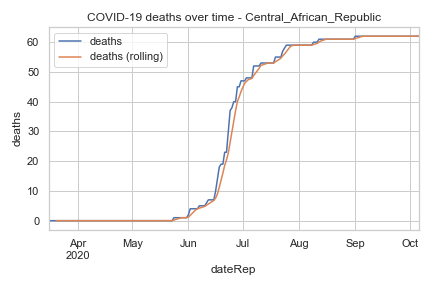 COVID-19 deaths over time - Central_African_Republic
deaths
deaths (rolling)
deaths
60
50
40
30
20
10
0
Apr
2020
May
Jun
Jul
Aug
Sep
Oct
dateRep